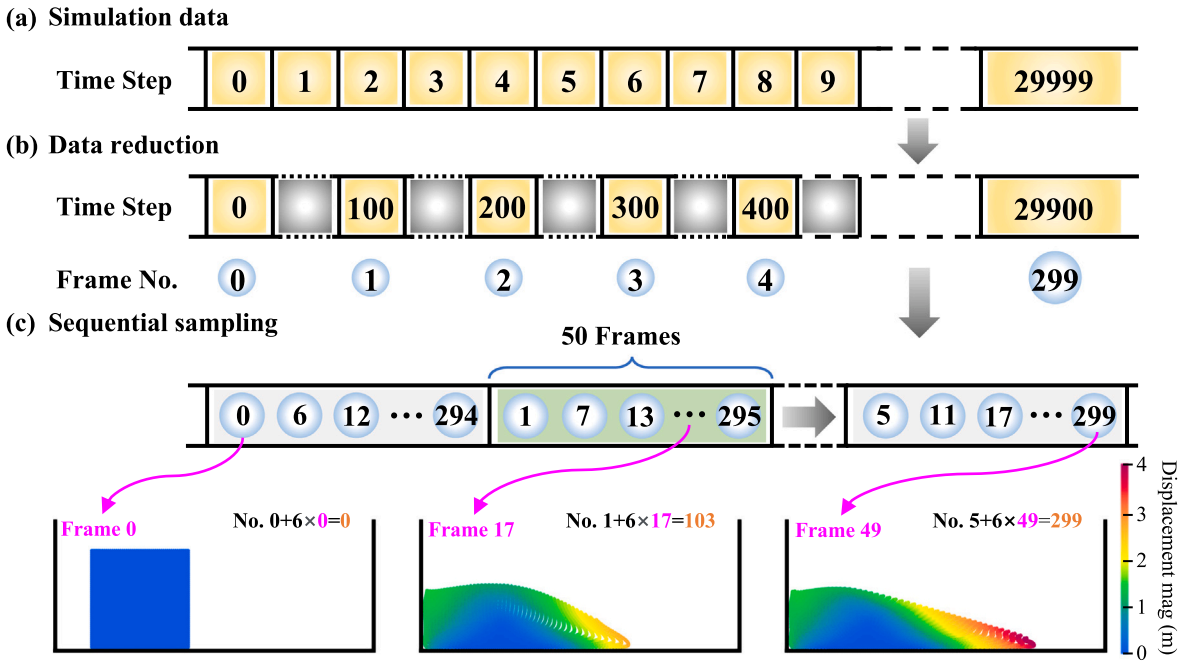 (a) Simulation data
Time Step 0 1 2 3 4 5 6 7 8 9 29999
(b) Data reduction
Time Step 0 100 200 300 400 29900
Frame No. 0 1 2 3 4 299
(c) Sequential sampling
50 Frames
0 6 12 ··· 294 1 7 13 ··· 295 5 11 17 ··· 299
Frame 0
No. 0+6×0=0
Frame 17
No. 1+6×17=103
Frame 49
No. 5+6×49=299
4
3
2
1
0
Displacement mag (m)